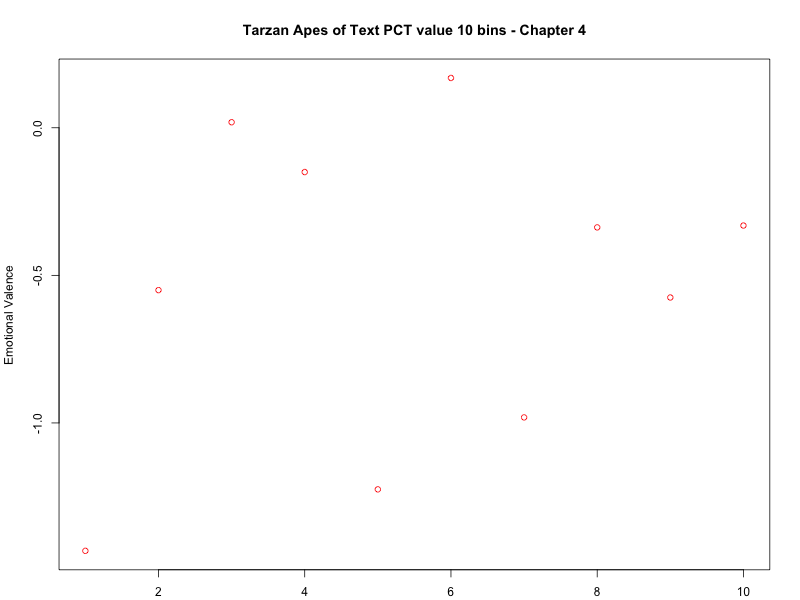 Tarzan Apes of Text PCT value 10 bins - Chapter 4
Emotional Valence
0.0
-0.5
-1.0
2 4 6 8 10